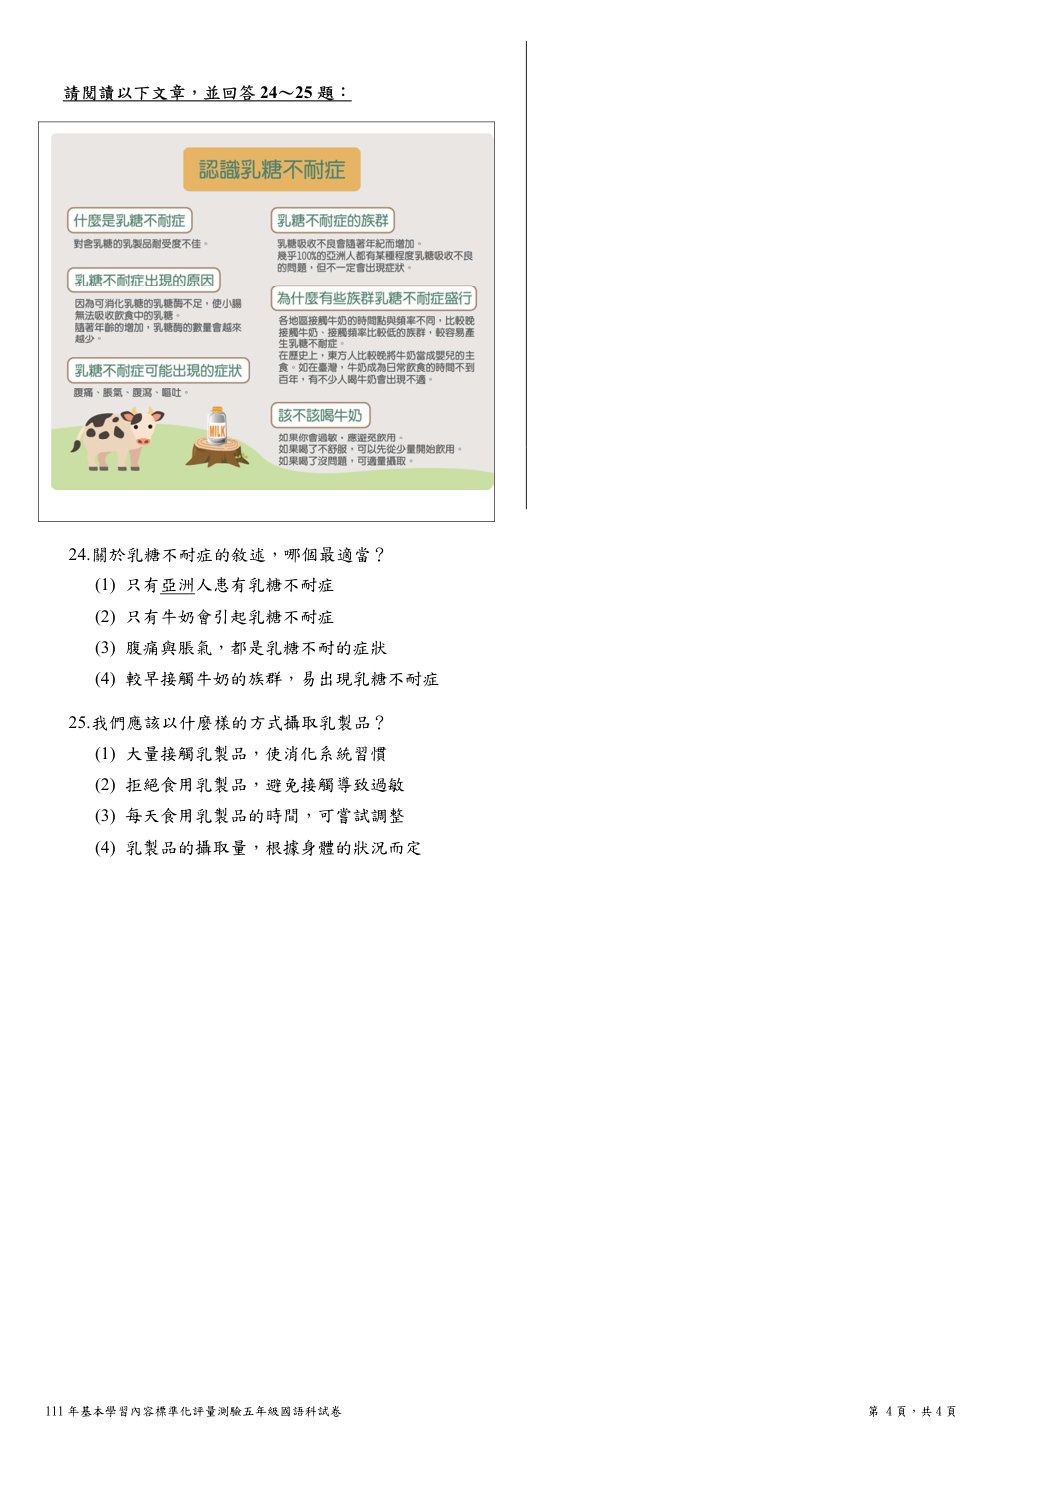 請閱讀以下文章，並回答 24～25 題：
認識乳糖不耐症
什麼是乳糖不耐症
對含乳糖的乳製品耐受度不佳。
乳糖不耐症出現的原因
因為可消化乳糖的乳糖酶不足，使小腸
無法吸收飲食中的乳糖。
隨著年齡的增加，乳糖酶的數量會越來
越少。
乳糖不耐症可能出現的症狀
腹痛、脹氣、腹瀉、嘔吐。
MILK
乳糖不耐症的族群
乳糖吸收不良會隨著年紀而增加。
幾乎100%的亞洲人都有某種程度乳糖吸收不良
的問題，但不一定會出現症狀。
為什麼有些族群乳糖不耐症盛行
各地區接觸牛奶的時間點與頻率不同，比較晚
接觸牛奶、接觸頻率比較低的族群，較容易產
生乳糖不耐症。
在歷史上，東方人比較晚將牛奶當成嬰兒的主
食。如在臺灣，牛奶成為日常飲食的時間不到
百年，有不少人喝牛奶會出現不適。
該不該喝牛奶
如果你會過敏，應避免飲用。
如果喝了不舒服，可以先從少量開始飲用。
如果喝了沒問題，可適量攝取。
24.關於乳糖不耐症的敘述，哪個最適當？
(1) 只有亞洲人患有乳糖不耐症
(2) 只有牛奶會引起乳糖不耐症
(3) 腹痛與脹氣，都是乳糖不耐的症狀
(4) 較早接觸牛奶的族群，易出現乳糖不耐症
25.我們應該以什麼樣的方式攝取乳製品？
(1) 大量接觸乳製品，使消化系統習慣
(2) 拒絕食用乳製品，避免接觸導致過敏
(3) 每天食用乳製品的時間，可嘗試調整
(4) 乳製品的攝取量，根據身體的狀況而定
111 年基本學習內容標準化評量測驗五年級國語科試卷
第 4 頁，共 4 頁